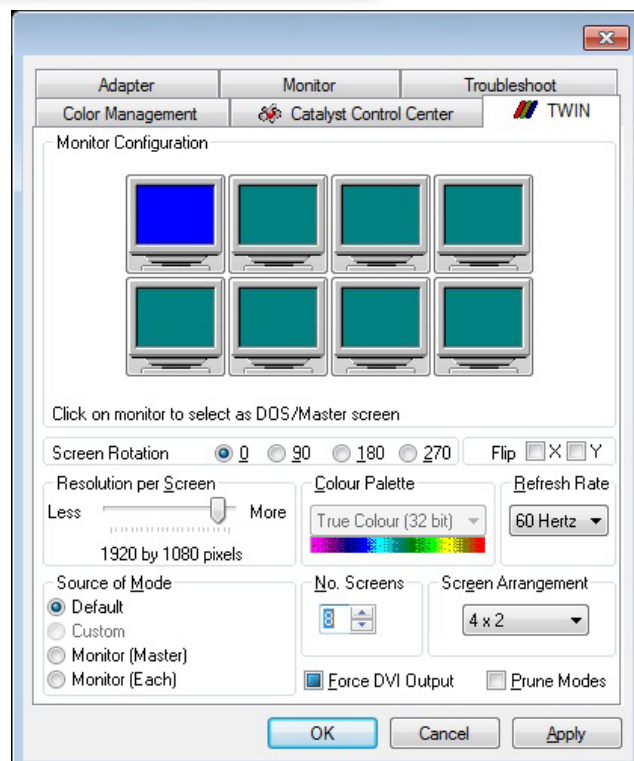 Adapter Monitor Troubleshoot
Color Management Catalyst Control Center TWIN
Monitor Configuration
Click on monitor to select as DOS/Master screen
Screen Rotation 0 90 180 270 Flip X Y
Resolution per Screen Colour Palette Refresh Rate
Less More True Colour (32 bit) 60 Hertz
1920 by 1080 pixels
Source of Mode No. Screens Screen Arrangement
Default 8 4 x 2
Custom
Monitor (Master)
Monitor (Each) Force DVI Output Prune Modes
OK Cancel Apply